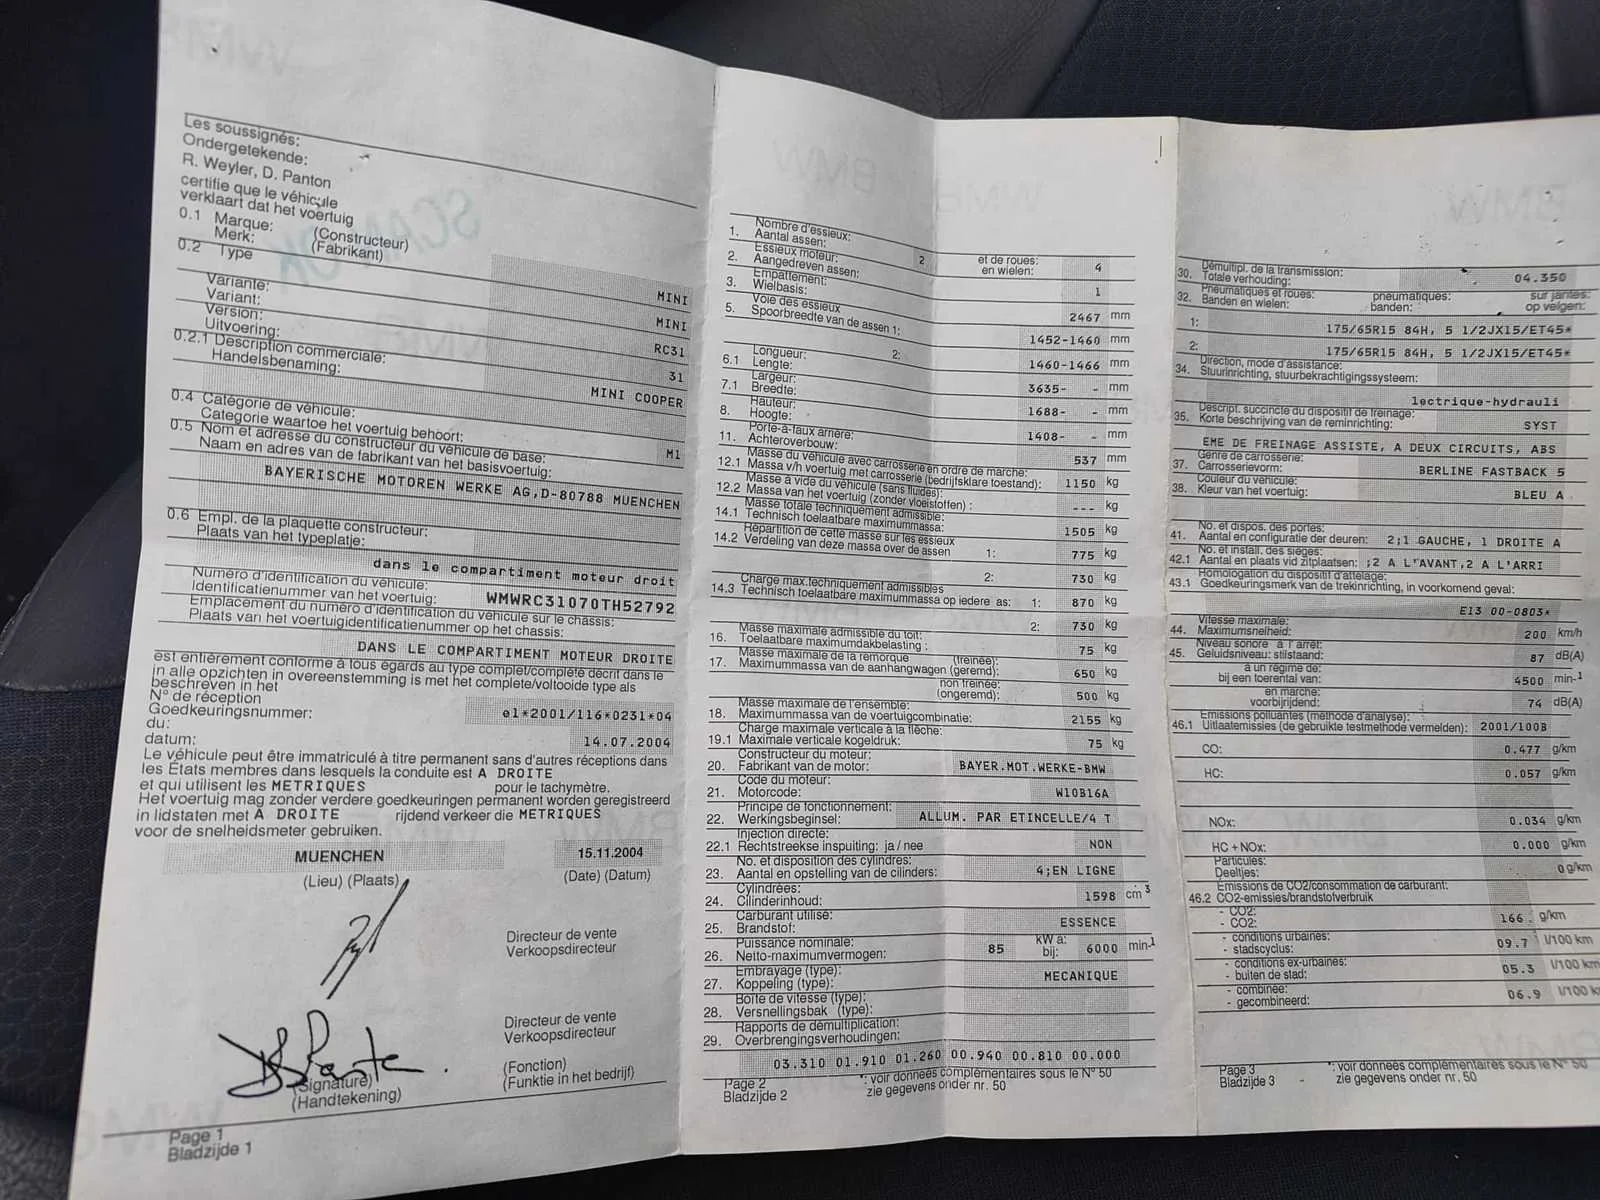 Les soussignés:
Ondergetekende:
R. Weyler, D. Panton
certifie que le véhicule
verklaart dat het voertuig
0.1 Marque: (Constructeur)
Merk: (Fabrikant)
MINI
0.2 Type
MINI
Variante:
Variant:
RC31
Version:
Uitvoering:
31
0.2.1 Description commerciale:
Handelsbenaming:
MINI COOPER
0.4 Catégorie de véhicule:
Categorie waartoe het voertuig behoort:
M1
0.5 Nom et adresse du constructeur du véhicule de base:
Naam en adres van de fabrikant van het basisvoertuig:
BAYERISCHE MOTOREN WERKE AG,D-80788 MUENCHEN
0.6 Empl. de la plaquette constructeur:
Plaats van het typeplatje:
dans le compartiment moteur droit
Numéro d'identification du véhicule:
Identificatienummer van het voertuig: WMWRC31070TH52792
Emplacement du numéro d'identification du véhicule sur le chassis:
Plaats van het voertuigidentificatienummer op het chassis:
DANS LE COMPARTIMENT MOTEUR DROITE
est entièrement conforme à tous égards au type complet/complété décrit dans le
in alle opzichten in overeenstemming is met het complete/voltooide type als
beschreven in het
N° de réception
Goedkeuringsnummer: e1*2001/116*0231*04
du:
datum: 14.07.2004
Le véhicule peut être immatriculé à titre permanent sans d'autres réceptions dans
les États membres dans lesquels la conduite est A DROITE
et qui utilisent les METRIQUES pour le tachymètre.
Het voertuig mag zonder verdere goedkeuringen permanent worden geregistreerd
in lidstaten met A DROITE rijdend verkeer die METRIQUES
voor de snelheidsmeter gebruiken.
MUENCHEN 15.11.2004
(Lieu) (Plaats) (Date) (Datum)
Directeur de vente
Verkoopsdirecteur
Directeur de vente
Verkoopsdirecteur
(Signature) (Fonction)
(Handtekening) (Funktie in het bedrijf)
Page 1
Bladzijde 1
Nombre d'essieux: et de roues:
1. Aantal assen: 2 en wielen: 4
Essieux moteur:
2. Aangedreven assen: 1
Empattement:
3. Wielbasis: 2467 mm
Voie des essieux
5. Spoorbreedte van de assen 1: 1452-1460 mm
2: 1460-1466 mm
Longueur:
6.1 Lengte: 3635- - mm
Largeur:
7.1 Breedte: 1688- - mm
Hauteur:
8. Hoogte: 1408- - mm
Porte-à-faux arrière:
11. Achteroverbouw: 537 mm
Masse du véhicule avec carrosserie en ordre de marche:
12.1 Massa v/h voertuig met carrosserie (bedrijfsklare toestand): 1150 kg
Masse à vide du véhicule (sans fluides):
12.2 Massa van het voertuig (zonder vloeistoffen) : --- kg
Masse totale techniquement admissible:
14.1 Technisch toelaatbare maximummassa: 1505 kg
Répartition de cette masse sur les essieux
14.2 Verdeling van deze massa over de assen 1: 775 kg
2: 730 kg
Charge max.techniquement admissibles
14.3 Technisch toelaatbare maximummassa op iedere as: 1: 870 kg
2: 730 kg
Masse maximale admissible du toit:
16. Toelaatbare maximumdakbelasting : 75 kg
Masse maximale de la remorque (freinée):
17. Maximummassa van de aanhangwagen (geremd): 650 kg
non freinée:
(ongeremd): 500 kg
Masse maximale de l'ensemble:
18. Maximummassa van de voertuigcombinatie: 2155 kg
Charge maximale verticale à la flèche:
19.1 Maximale verticale kogeldruk: 75 kg
Constructeur du moteur:
20. Fabrikant van de motor: BAYER.MOT.WERKE-BMW
Code du moteur:
21. Motorcode: W10B16A
Principe de fonctionnement:
22. Werkingsbeginsel: ALLUM. PAR ETINCELLE/4 T
Injection directe:
22.1 Rechtstreekse inspuiting: ja / nee NON
No. et disposition des cylindres:
23. Aantal en opstelling van de cilinders: 4;EN LIGNE
Cylindrées:
24. Cilinderinhoud: 1598 cm³
Carburant utilisé:
25. Brandstof: ESSENCE
Puissance nominale: kW à:
26. Netto-maximumvermogen: 85 bij: 6000 min-1
Embrayage (type):
27. Koppeling (type): MECANIQUE
Boîte de vitesse (type):
28. Versnellingsbak (type):
Rapports de démultiplication:
29. Overbrengingsverhoudingen:
03.310 01.910 01.260 00.940 00.810 00.000
Page 2 *: voir données complémentaires sous le N° 50
Bladzijde 2 zie gegevens onder nr. 50
Démultipl. de la transmission:
30. Totale verhouding: 04.350
Pneumatiques et roues: pneumatiques: sur jantes:
32. Banden en wielen: banden: op velgen:
1: 175/65R15 84H, 5 1/2JX15/ET45*
2: 175/65R15 84H, 5 1/2JX15/ET45*
Direction, mode d'assistance:
34. Stuurinrichting, stuurbekrachtigingssysteem:
lectrique-hydrauli
Descript. succincte du dispositif de freinage:
35. Korte beschrijving van de reminrichting: SYST
EME DE FREINAGE ASSISTE, A DEUX CIRCUITS, ABS
Genre de carrosserie:
37. Carrosserievorm: BERLINE FASTBACK 5
Couleur du véhicule:
38. Kleur van het voertuig: BLEU A
No. et dispos. des portes:
41. Aantal en configuratie der deuren: 2;1 GAUCHE, 1 DROITE A
No. et install. des sièges:
42.1 Aantal en plaats vd zitplaatsen: ;2 A L'AVANT,2 A L'ARRI
Homologation du dispositif d'attelage:
43.1 Goedkeuringsmerk van de trekinrichting, in voorkomend geval:
E13 00-0803*
Vitesse maximale:
44. Maximumsnelheid: 200 km/h
Niveau sonore à l'arrêt:
45. Geluidsniveau: stilstaand: 87 dB(A)
à un régime de:
bij een toerental van: 4500 min-1
en marche:
voorbijrijdend: 74 dB(A)
Emissions polluantes (méthode d'analyse):
46.1 Uitlaatemissies (de gebruikte testmethode vermelden): 2001/100B
CO: 0.477 g/km
HC: 0.057 g/km
NOx: 0.034 g/km
HC + NOx: 0.000 g/km
Particules:
Deeltjes: 0 g/km
Emissions de CO2/consommation de carburant:
46.2 CO2-emissies/brandstofverbruik
- CO2:
- CO2: 166 g/km
- conditions urbaines:
- stadscyclus: 09.7 l/100 km
- conditions ex-urbaines:
- buiten de stad: 05.3 l/100 km
- combinée:
- gecombineerd: 06.9 l/100 k
Page 3 *: voir données complémentaires sous le N° 50
Bladzijde 3 zie gegevens onder nr. 50